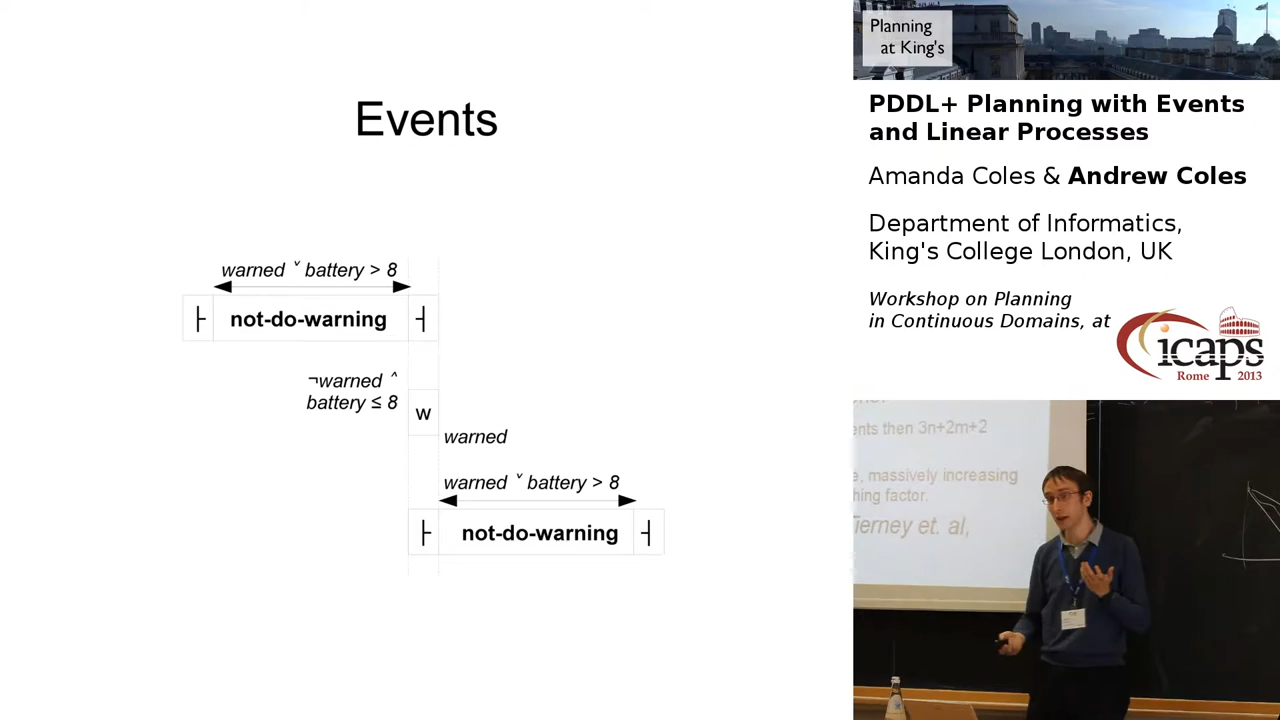 Events
warned ˅ battery > 8
├ not-do-warning ┤
¬warned ˄
battery ≤ 8
w
warned
warned ˅ battery > 8
├ not-do-warning ┤
Planning
at King's
PDDL+ Planning with Events
and Linear Processes
Amanda Coles & Andrew Coles
Department of Informatics,
King's College London, UK
Workshop on Planning
in Continuous Domains, at
icaps
Rome 2013
ents then 3n+2m+2
e, massively increasing
hing factor.
Tierney et. al,